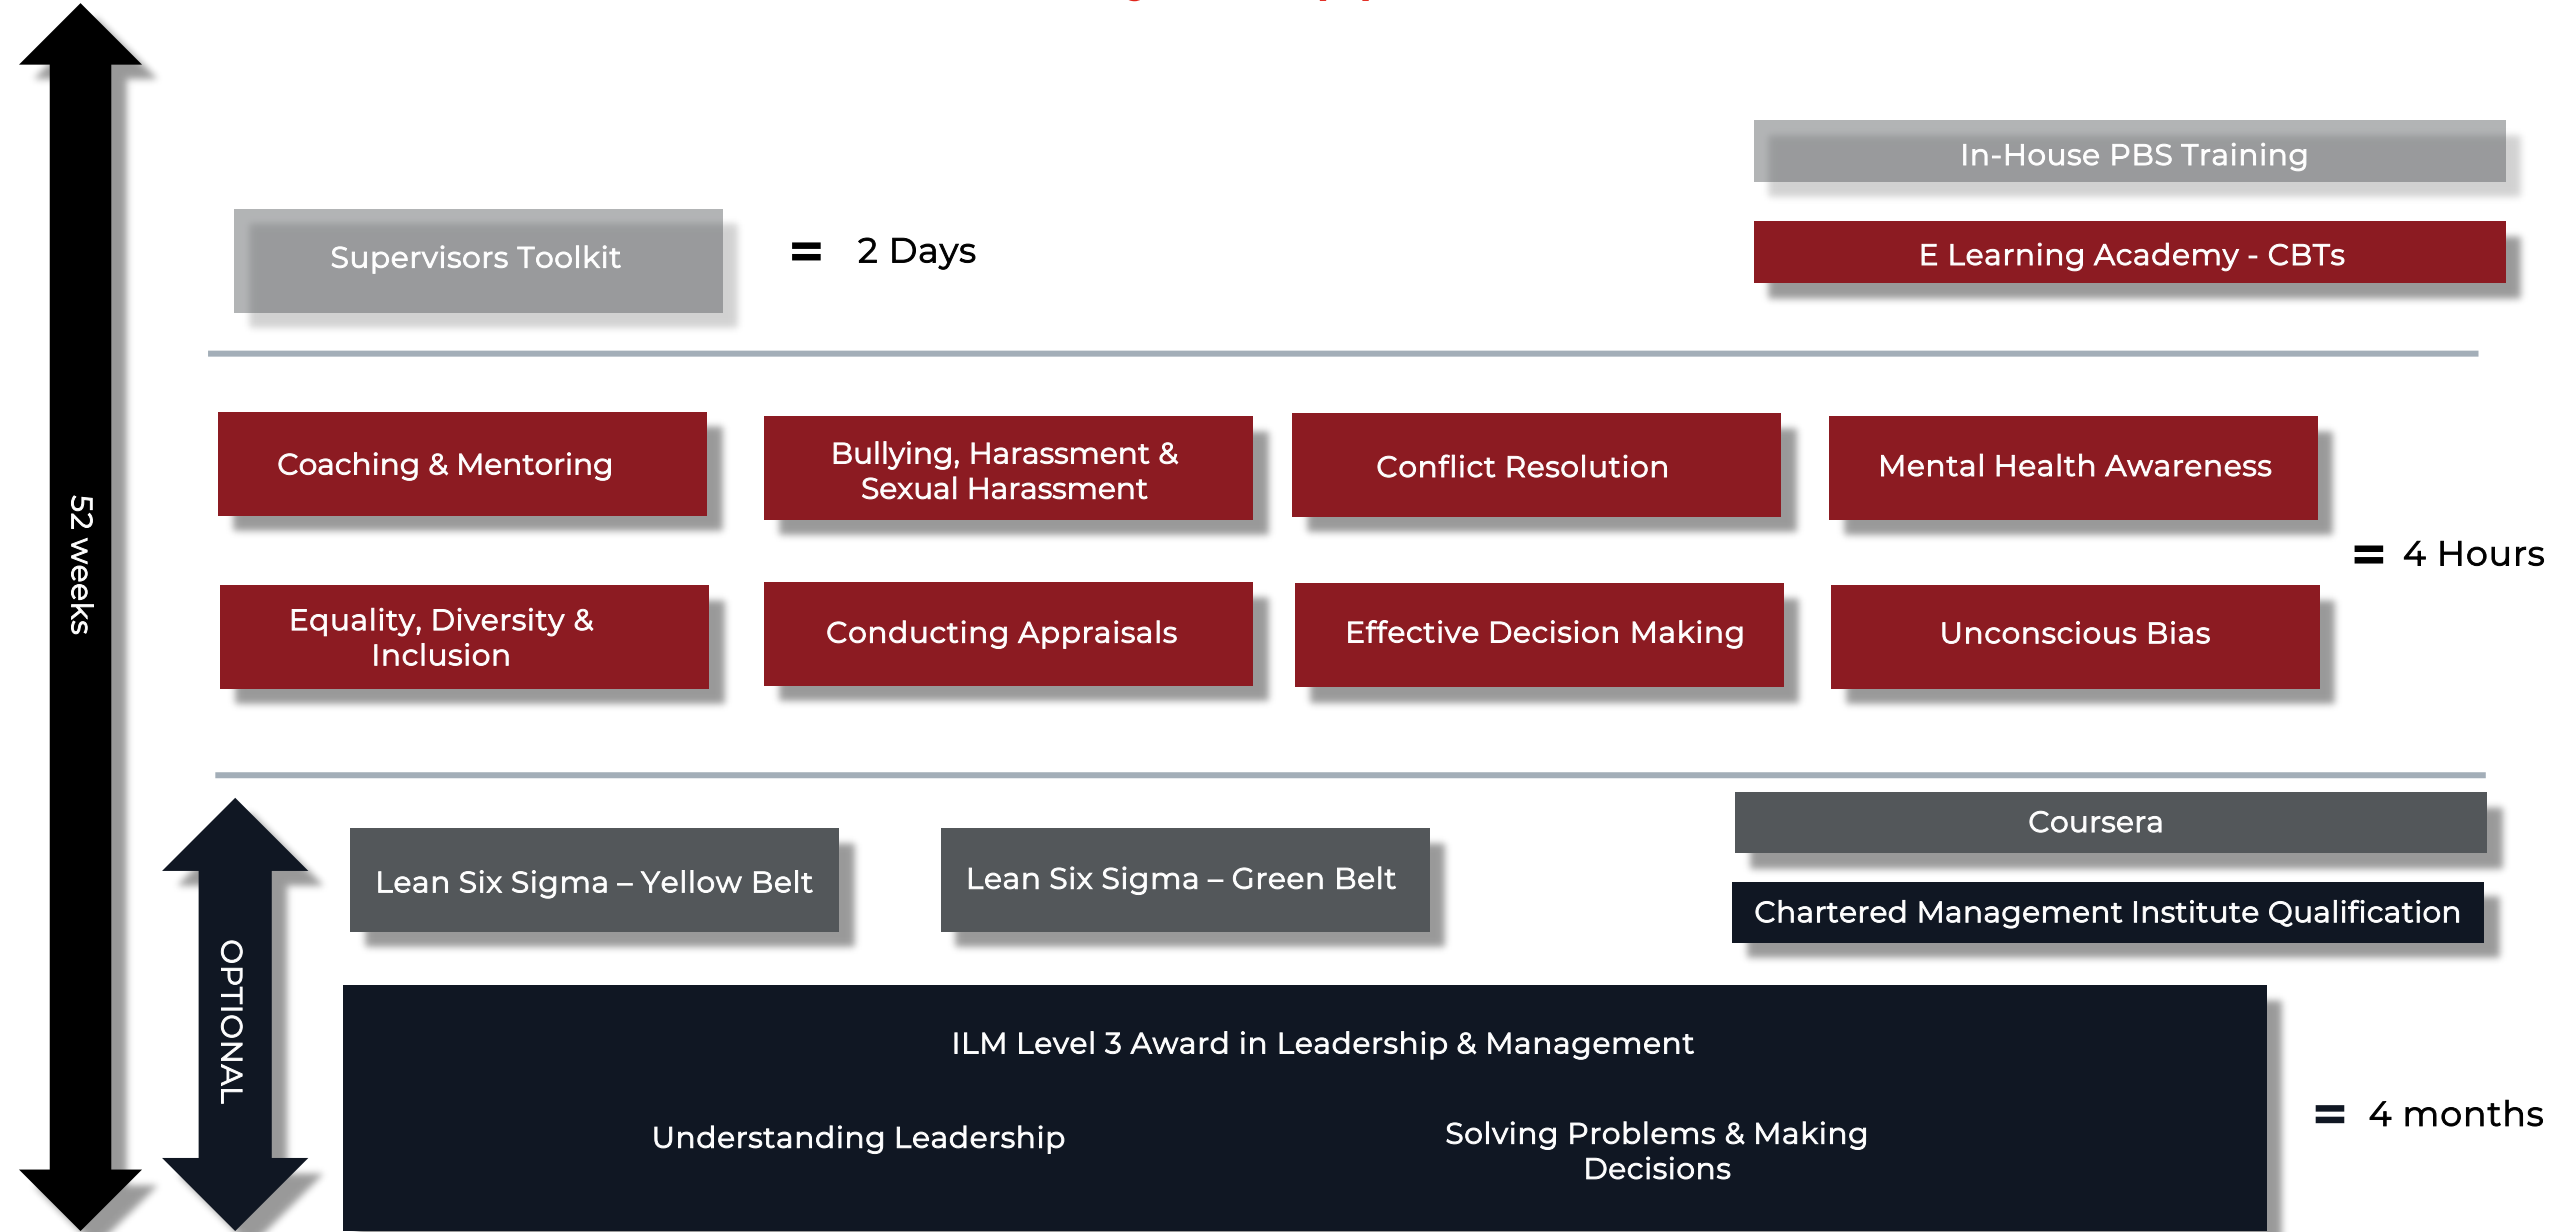 In-House PBS Training
Supervisors Toolkit
= 2 Days
E Learning Academy - CBTs
52 weeks
Coaching & Mentoring
Bullying, Harassment &
Sexual Harassment
Conflict Resolution
Mental Health Awareness
= 4 Hours
Equality, Diversity &
Inclusion
Conducting Appraisals
Effective Decision Making
Unconscious Bias
OPTIONAL
Lean Six Sigma – Yellow Belt
Lean Six Sigma – Green Belt
Coursera
Chartered Management Institute Qualification
ILM Level 3 Award in Leadership & Management
Understanding Leadership
Solving Problems & Making
Decisions
= 4 months